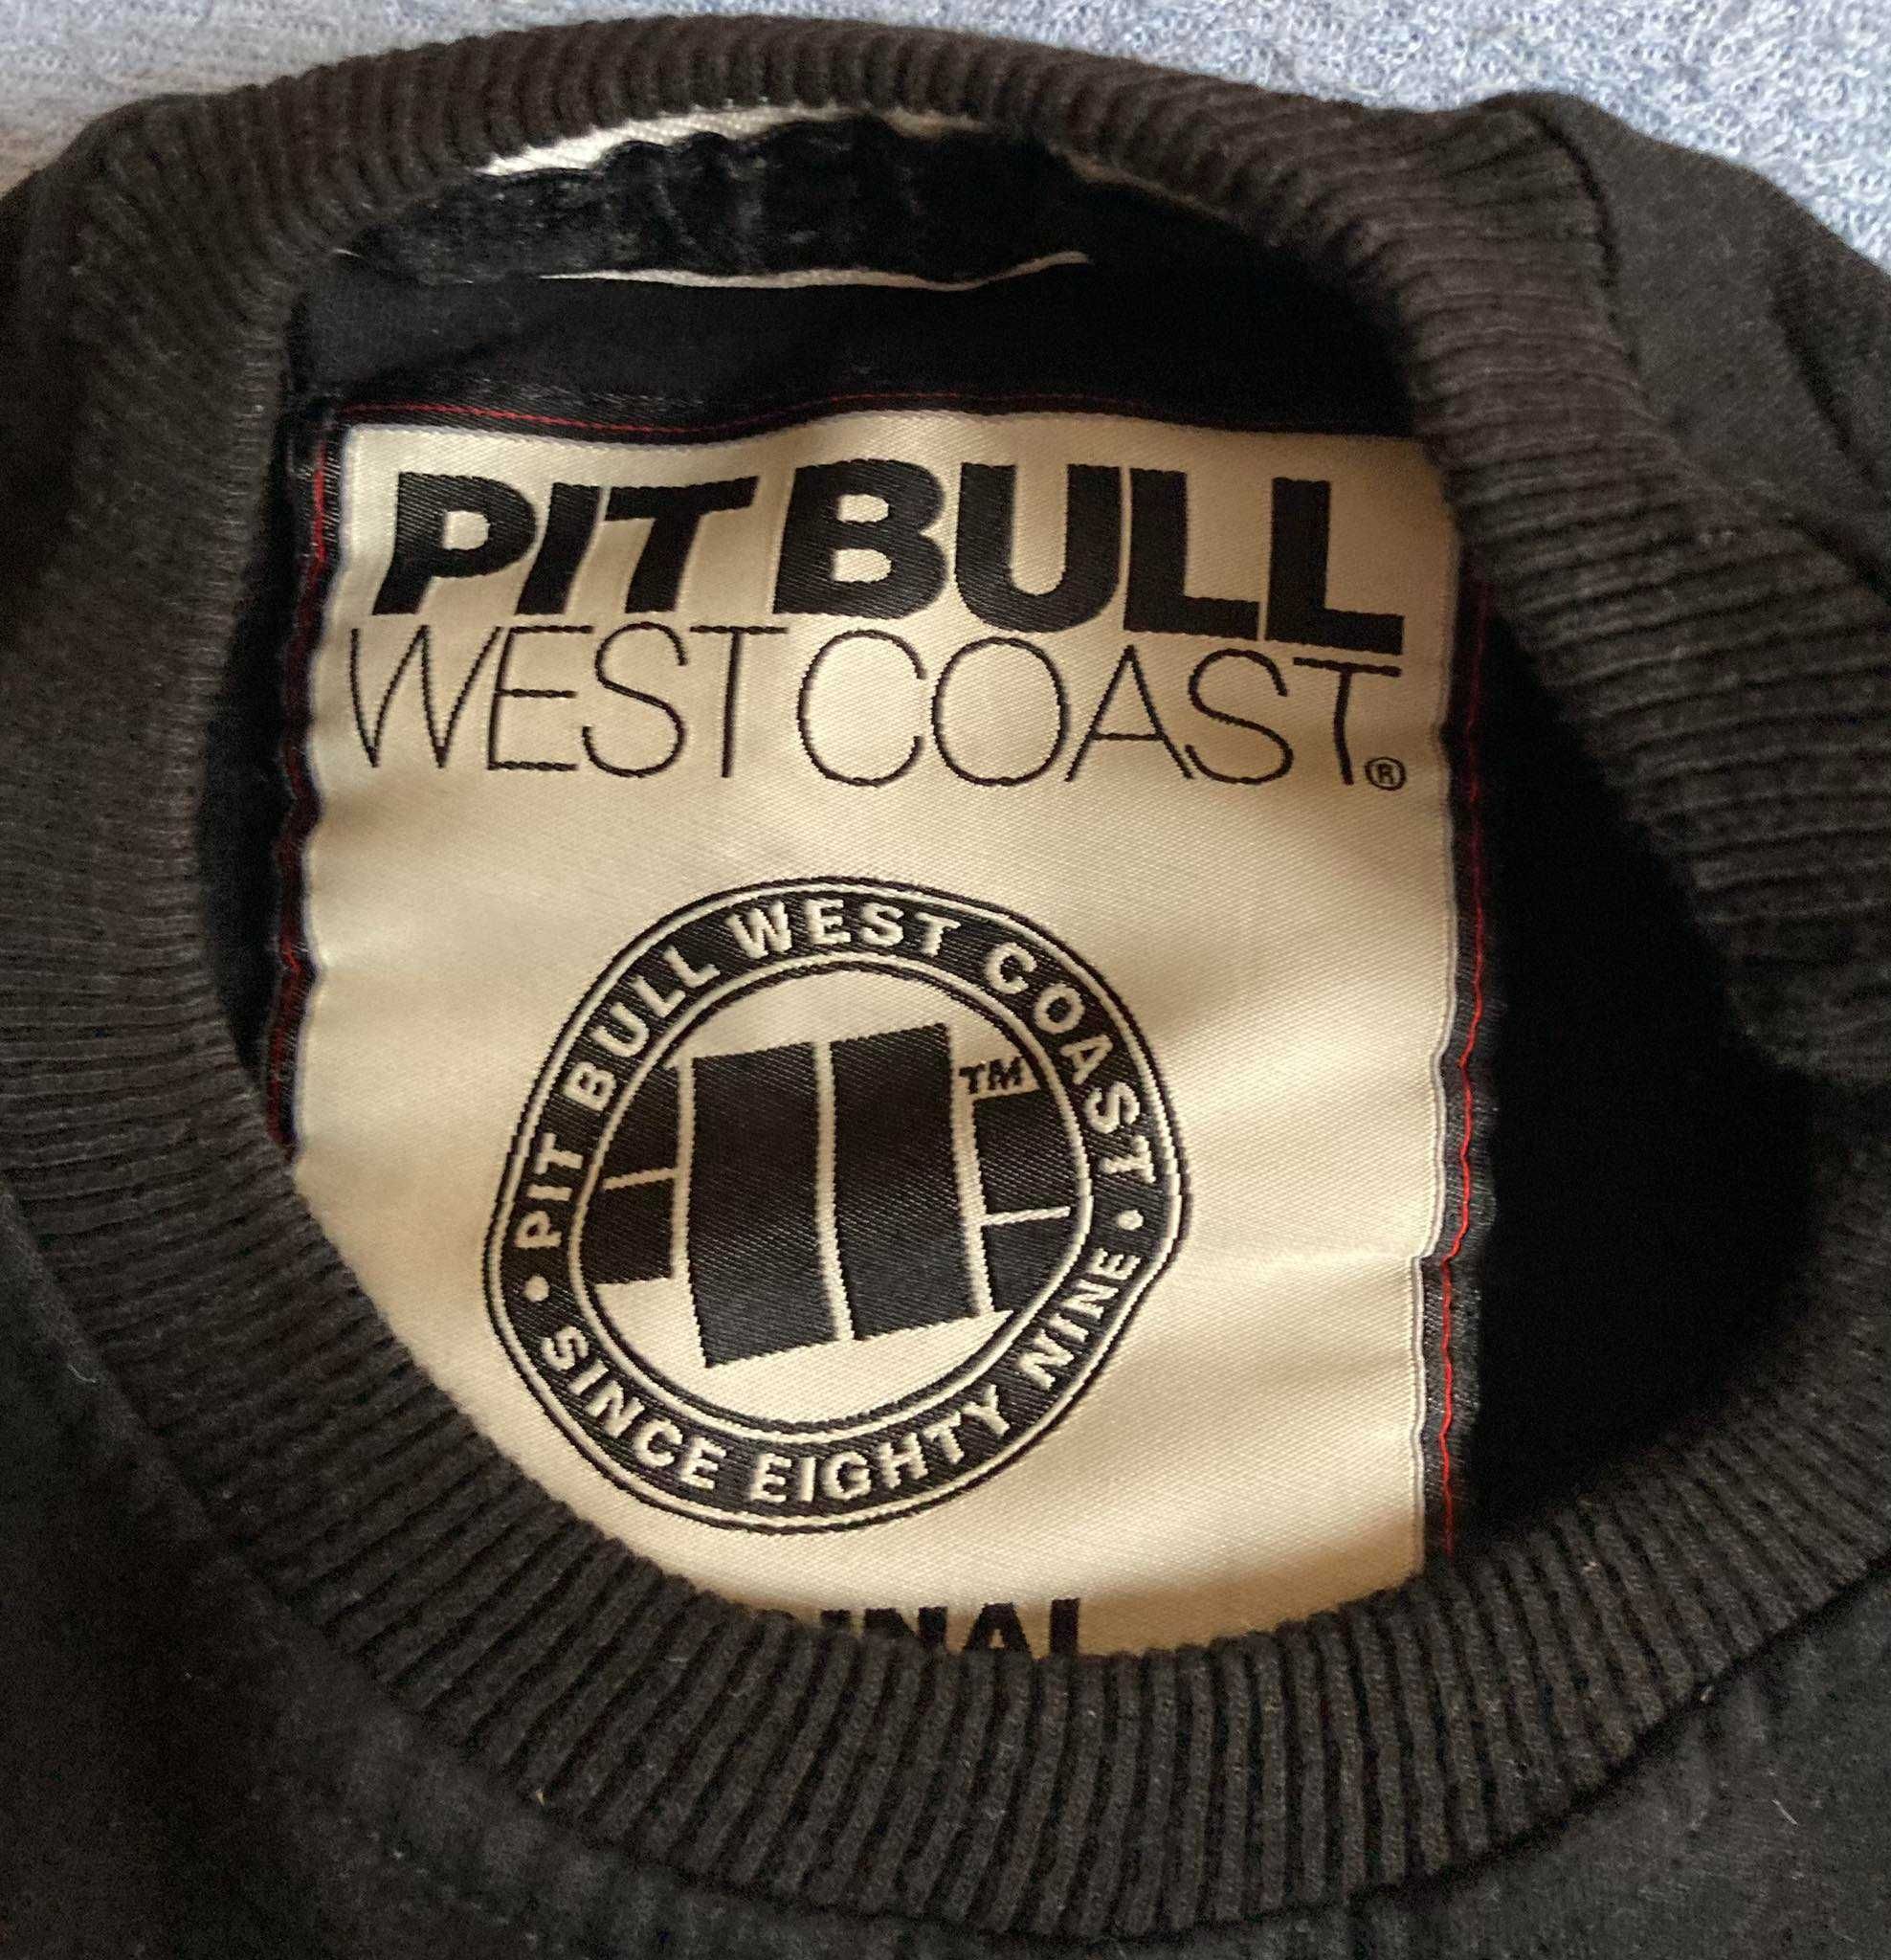 PIT BULL
WEST COAST®
• PIT BULL WEST COAST •
TM
SINCE EIGHTY NINE